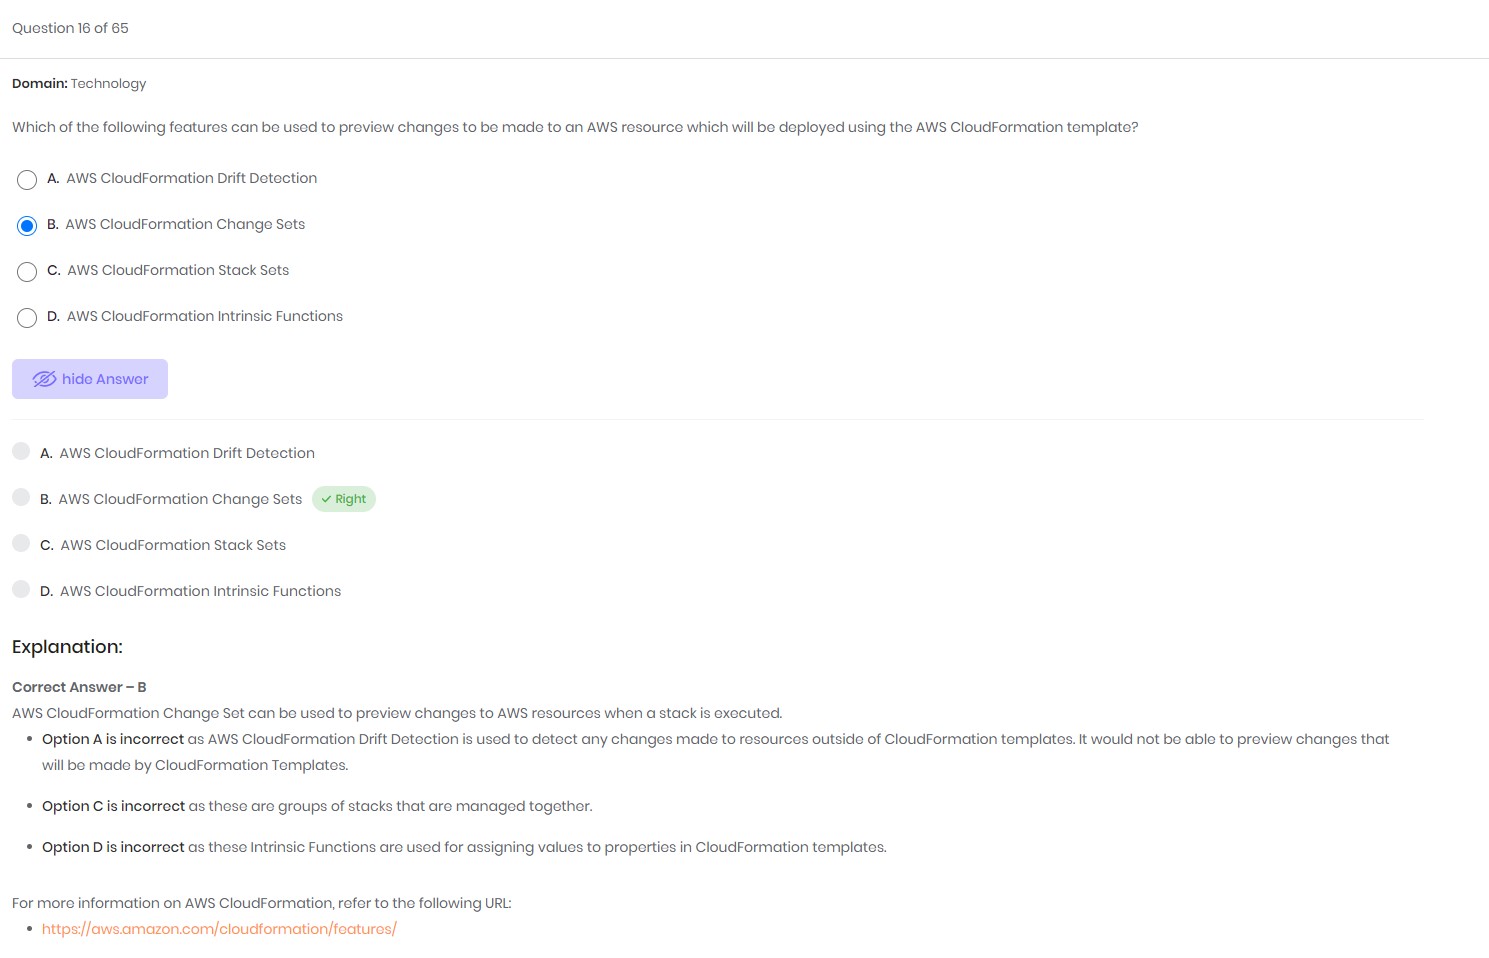 Question 16 of 65
Domain: Technology
Which of the following features can be used to preview changes to be made to an AWS resource which will be deployed using the AWS CloudFormation template?
A. AWS CloudFormation Drift Detection
B. AWS CloudFormation Change Sets
C. AWS CloudFormation Stack Sets
D. AWS CloudFormation Intrinsic Functions
hide Answer
A. AWS CloudFormation Drift Detection
B. AWS CloudFormation Change Sets Right
C. AWS CloudFormation Stack Sets
D. AWS CloudFormation Intrinsic Functions
Explanation:
Correct Answer – B
AWS CloudFormation Change Set can be used to preview changes to AWS resources when a stack is executed.
Option A is incorrect as AWS CloudFormation Drift Detection is used to detect any changes made to resources outside of CloudFormation templates. It would not be able to preview changes that
will be made by CloudFormation Templates.
Option C is incorrect as these are groups of stacks that are managed together.
Option D is incorrect as these Intrinsic Functions are used for assigning values to properties in CloudFormation templates.
For more information on AWS CloudFormation, refer to the following URL:
https://aws.amazon.com/cloudformation/features/